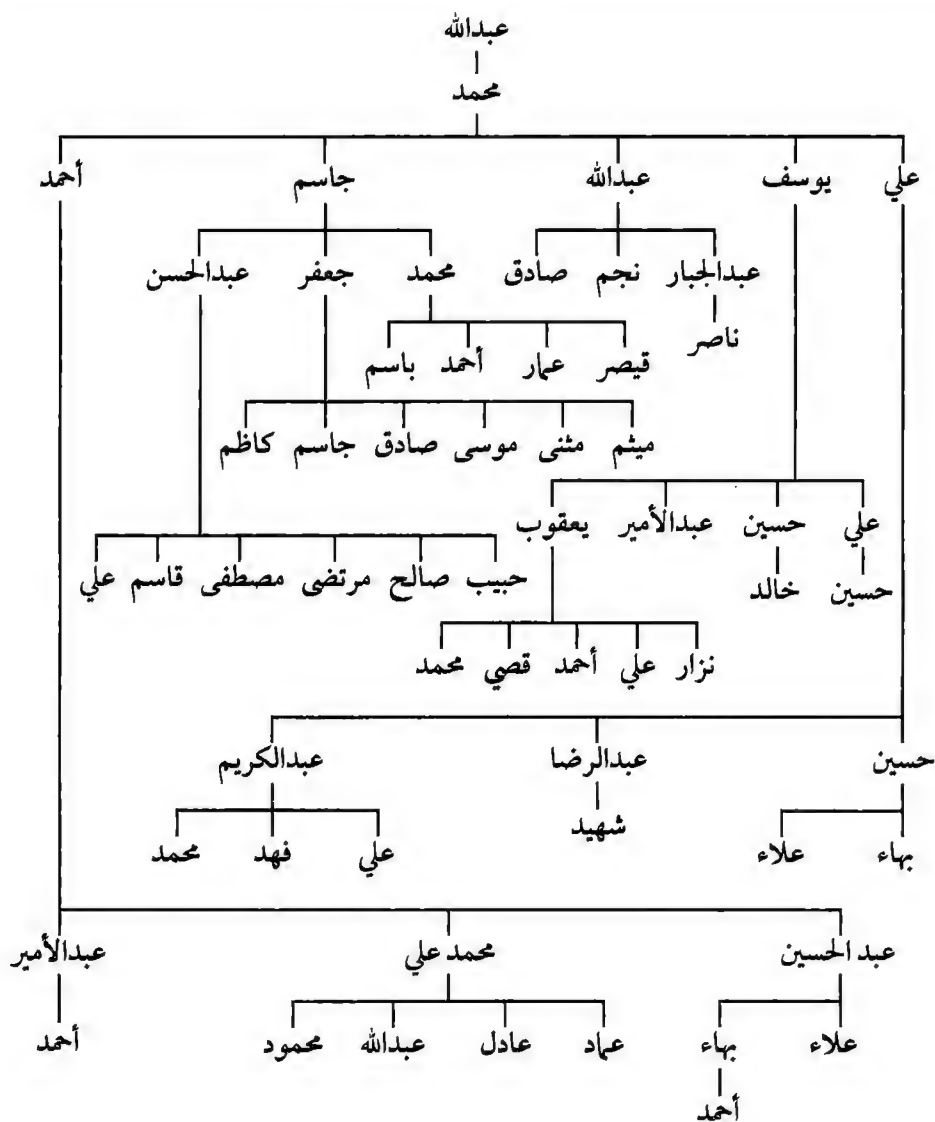 عبدالله
محمد
علي يوسف عبدالله جاسم أحمد
عبدالجبار نجم صادق محمد جعفر عبدالحسن
ناصر
قيصر عمار أحمد باسم
ميثم مثنى موسى صادق جاسم كاظم
علي حسين عبدالأمير يعقوب
حسين خالد حبيب صالح مرتضى مصطفى قاسم علي
نزار علي أحمد قصي محمد
حسين عبدالرضا عبدالكريم
شهيد
بهاء علاء علي فهد محمد
عبد الحسين محمد علي عبدالأمير
علاء بهاء عماد عادل عبدالله محمود أحمد
أحمد